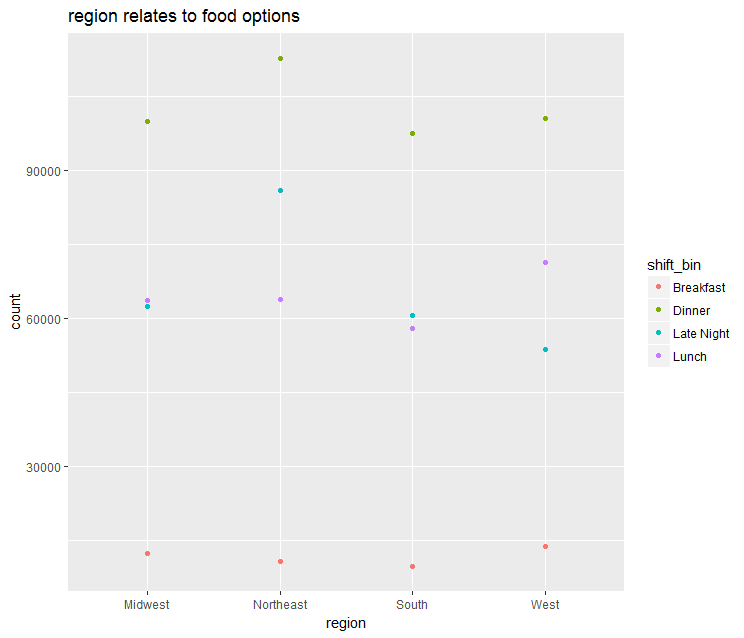 region relates to food options
90000
60000
30000
count
Midwest Northeast South West
region
shift_bin
Breakfast
Dinner
Late Night
Lunch